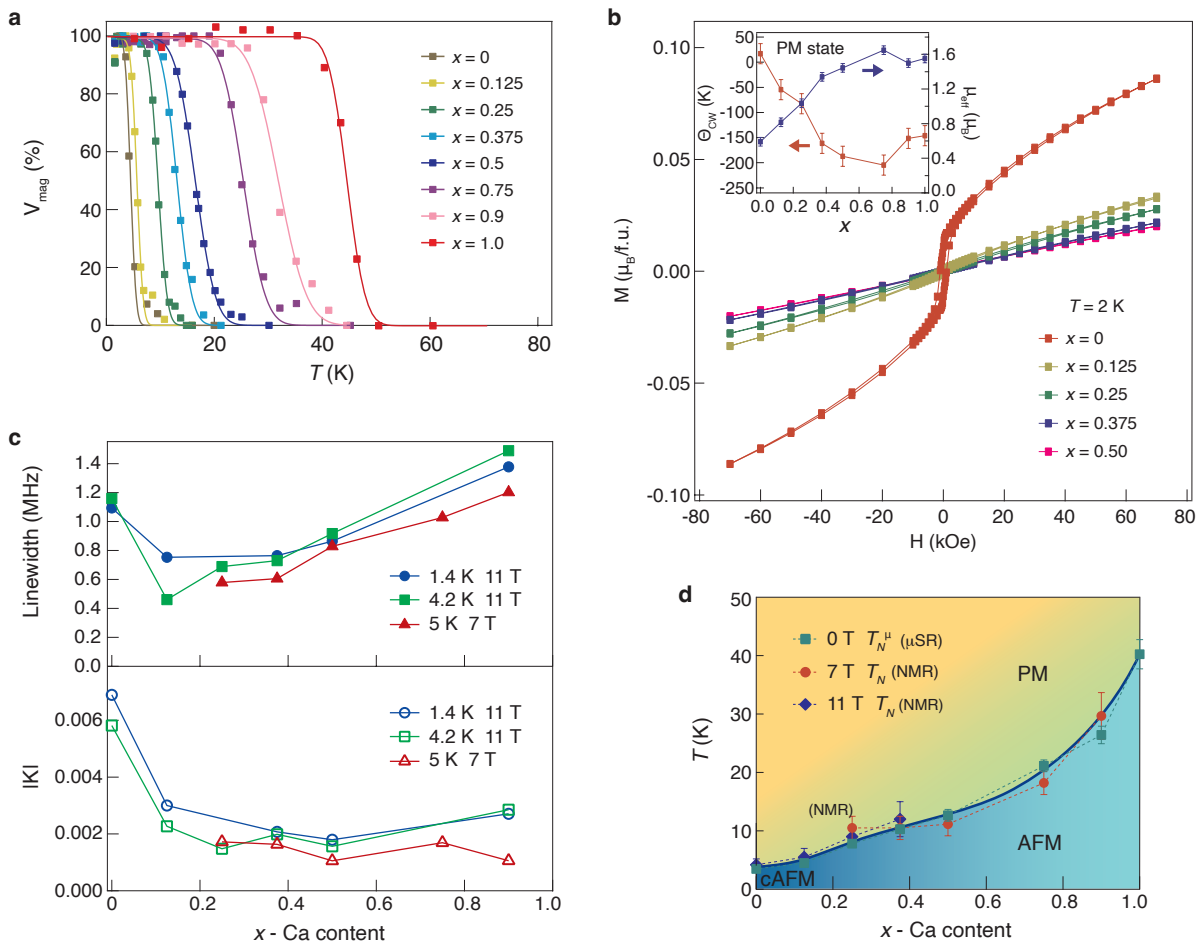 a
100
80
60
40
20
0
0
20
40
60
80
V_mag (%)
T (K)
x = 0
x = 0.125
x = 0.25
x = 0.375
x = 0.5
x = 0.75
x = 0.9
x = 1.0
b
0.10
0.05
0.00
-0.05
-0.10
M (μ_B/f.u.)
-80
-60
-40
-20
0
20
40
60
80
H (kOe)
PM state
50
0
-50
-100
-150
-200
-250
Θ_CW (K)
0.0
0.2
0.4
0.6
0.8
1.0
x
1.6
1.2
0.8
0.4
0.0
μ_eff (μ_B)
T = 2 K
x = 0
x = 0.125
x = 0.25
x = 0.375
x = 0.50
c
1.4
1.2
1.0
0.8
0.6
0.4
0.2
0.0
Linewidth (MHz)
1.4 K 11 T
4.2 K 11 T
5 K 7 T
0.006
0.004
0.002
0.000
|K|
1.4 K 11 T
4.2 K 11 T
5 K 7 T
0.0
0.2
0.4
0.6
0.8
1.0
x - Ca content
d
50
40
30
20
10
0
T (K)
0 T T_N^μ (μSR)
7 T T_N (NMR)
11 T T_N (NMR)
PM
(NMR)
AFM
cAFM
0.0
0.2
0.4
0.6
0.8
1.0
x - Ca content